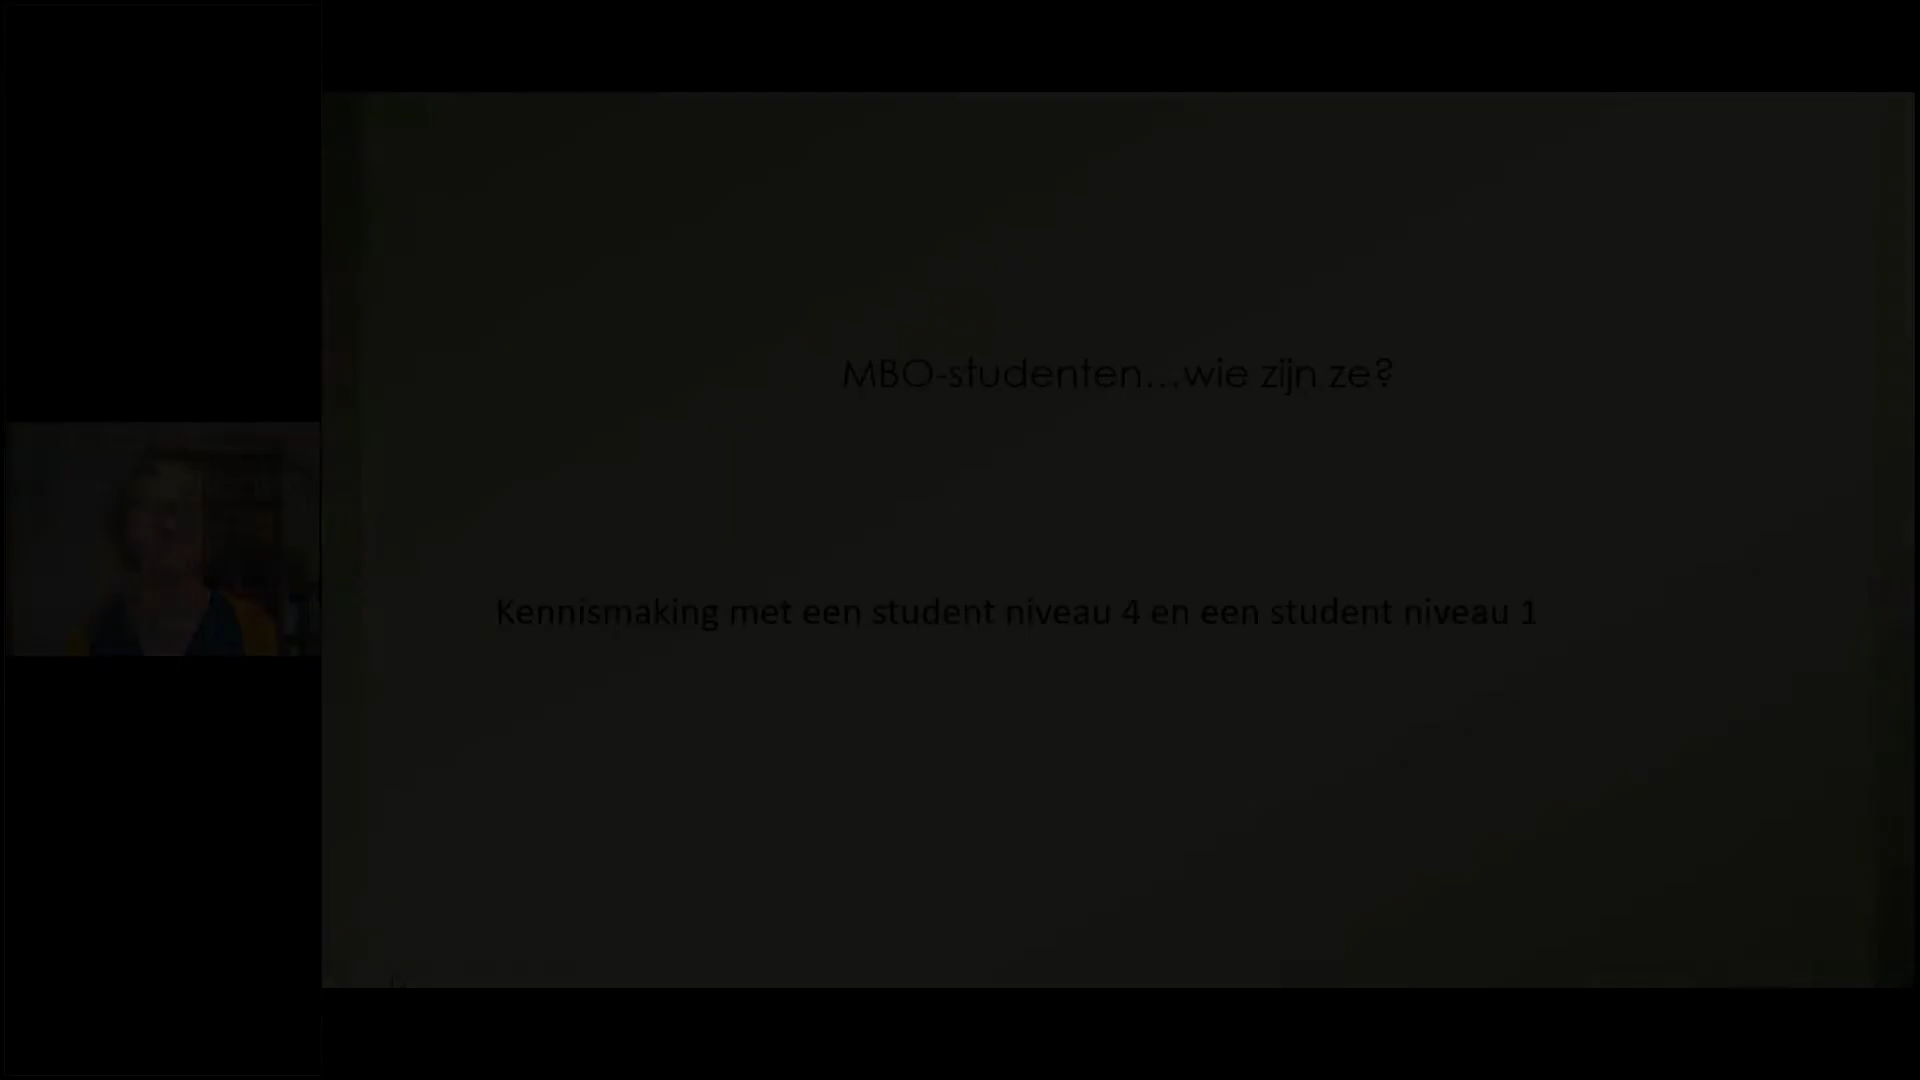 MBO-studenten...wie zijn ze?
Kennismaking met een student niveau 4 en een student niveau 1